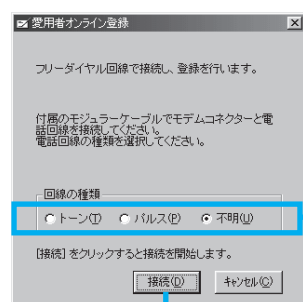 愛用者オンライン登録
フリーダイヤル回線で接続し、登録を行います。
付属のモジュラーケーブルでモデムコネクターと電
話回線を接続してください。
電話回線の種類を選択してください。
回線の種類
トーン(T) パルス(P) 不明(U)
[接続] をクリックすると接続を開始します。
接続(D) キャンセル(C)